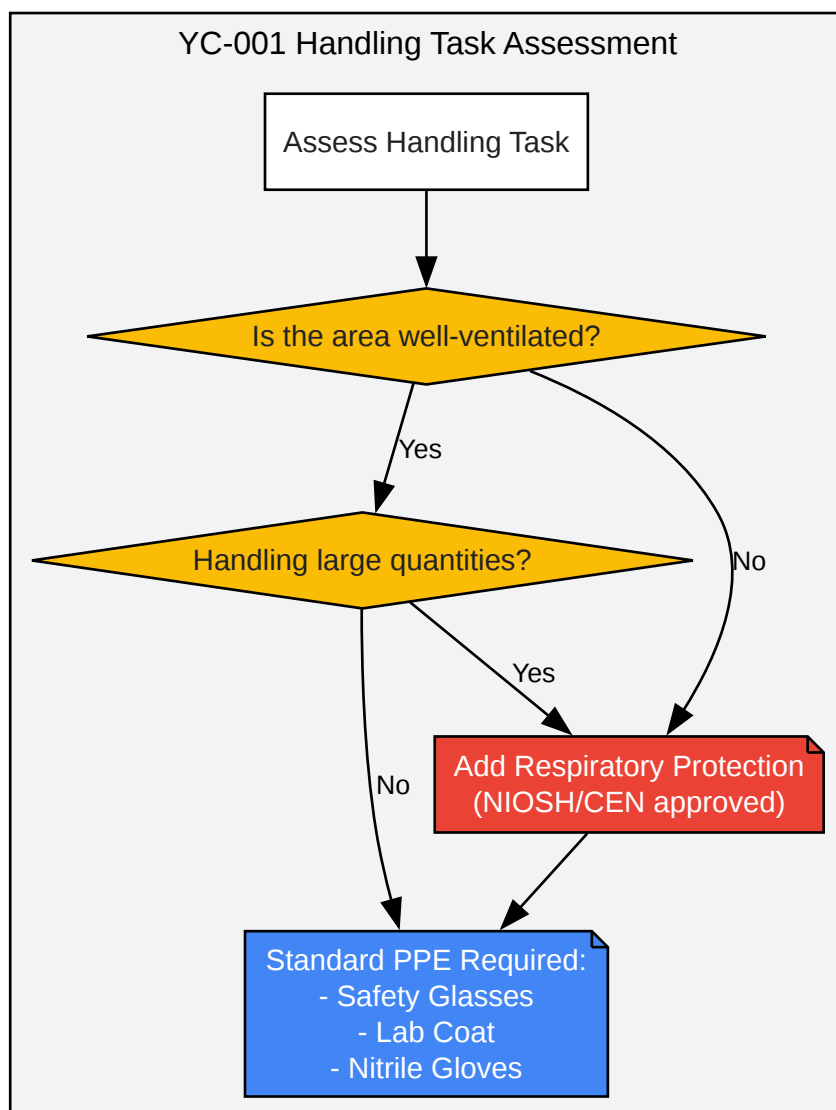 YC-001 Handling Task Assessment
Assess Handling Task
Is the area well-ventilated?
Yes
No
Handling large quantities?
Yes
No
Add Respiratory Protection
(NIOSH/CEN approved)
Standard PPE Required:
- Safety Glasses
- Lab Coat
- Nitrile Gloves